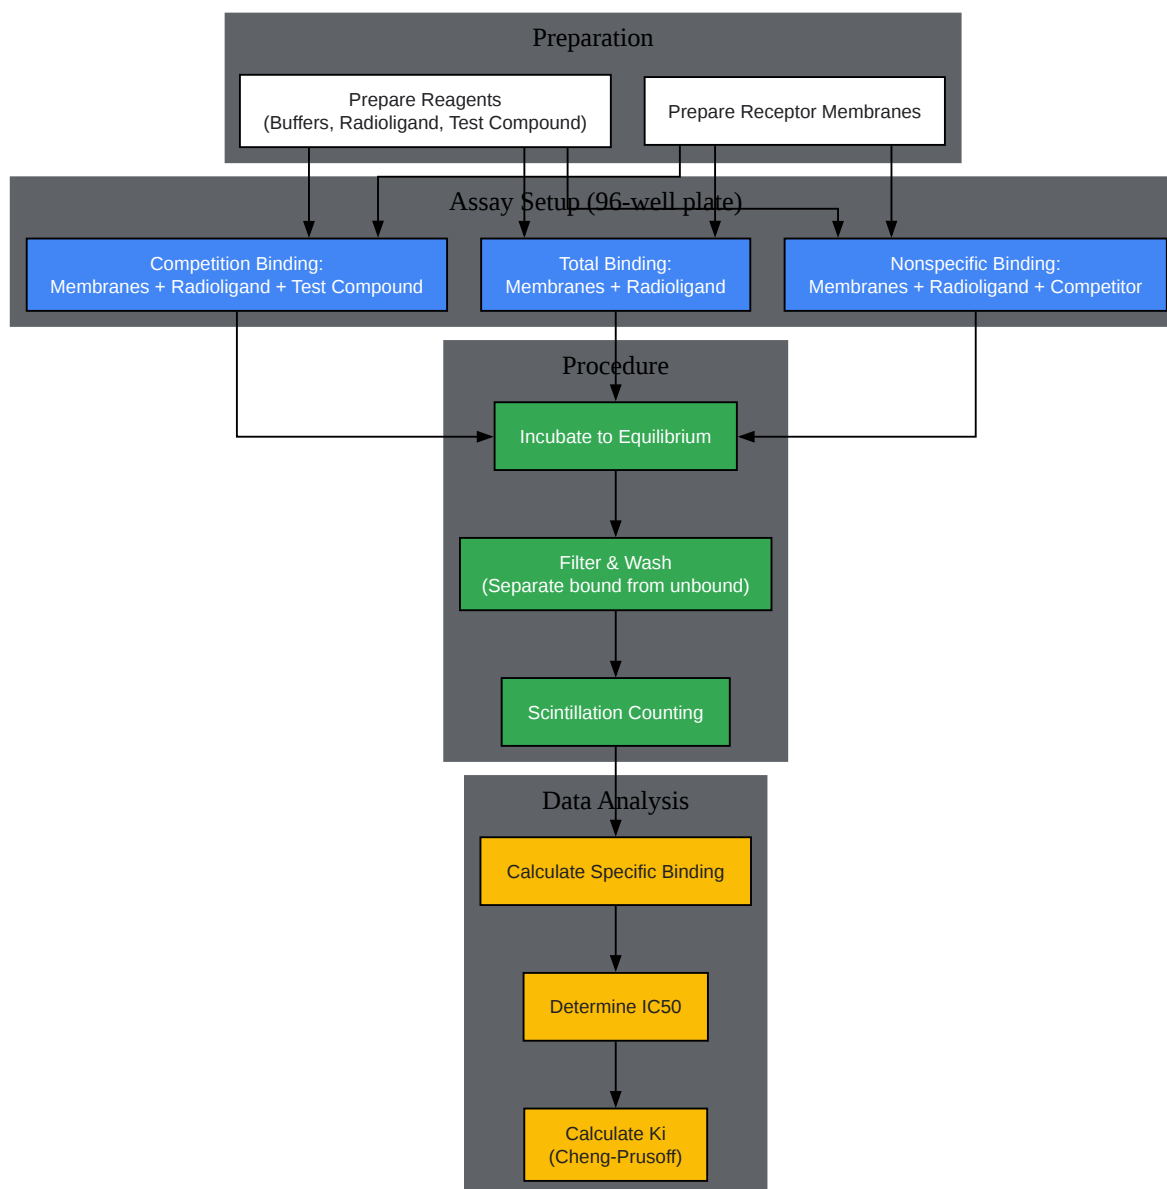 Preparation
Prepare Reagents
(Buffers, Radioligand, Test Compound)
Prepare Receptor Membranes
Assay Setup (96-well plate)
Competition Binding:
Membranes + Radioligand + Test Compound
Total Binding:
Membranes + Radioligand
Nonspecific Binding:
Membranes + Radioligand + Competitor
Procedure
Incubate to Equilibrium
Filter & Wash
(Separate bound from unbound)
Scintillation Counting
Data Analysis
Calculate Specific Binding
Determine IC50
Calculate Ki
(Cheng-Prusoff)